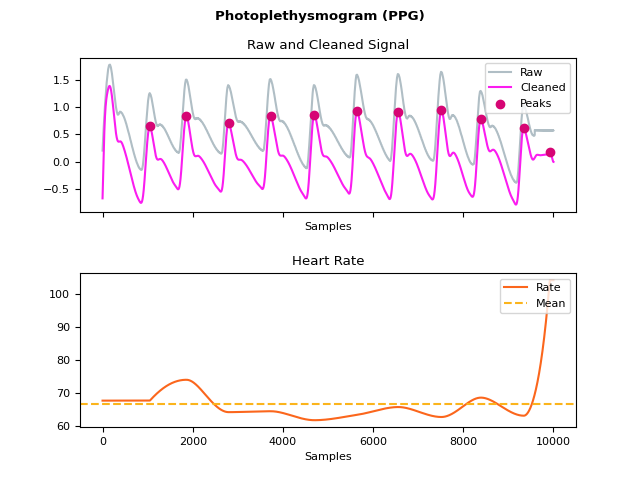 Photoplethysmogram (PPG)
Raw and Cleaned Signal
Raw
Cleaned
Peaks
1.5
1.0
0.5
0.0
−0.5
Samples
Heart Rate
Rate
Mean
100
90
80
70
60
0 2000 4000 6000 8000 10000
Samples